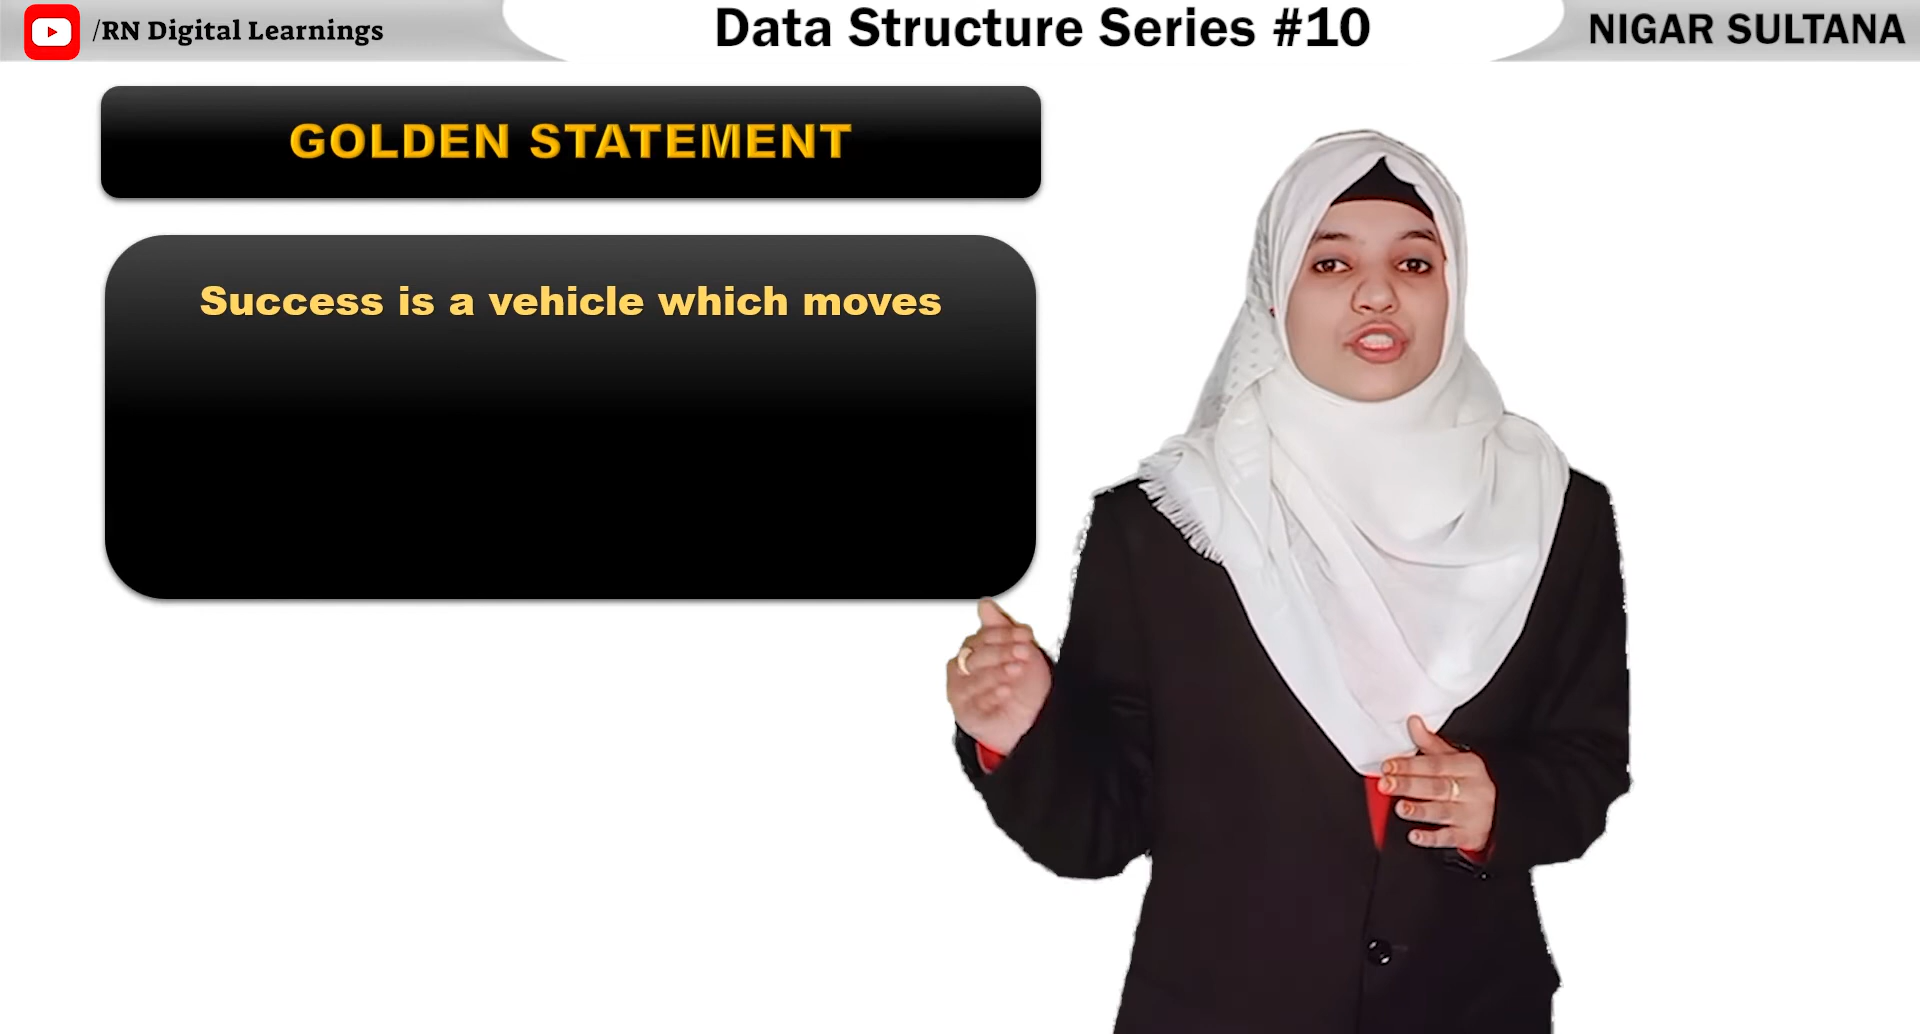 /RN Digital Learnings
Data Structure Series #10
NIGAR SULTANA
GOLDEN STATEMENT
Success is a vehicle which moves